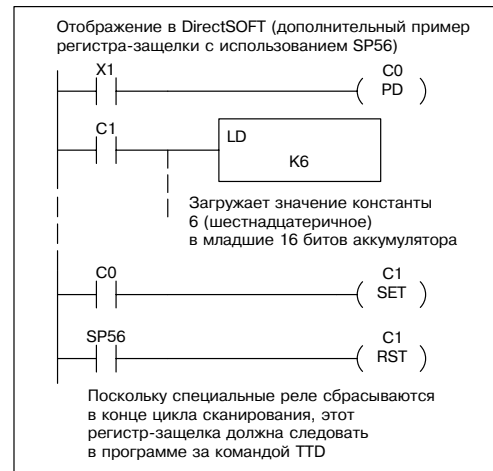 Отображение в DirectSOFT (дополнительный пример
регистра-защелки с использованием SP56)
X1
C0
PD
C1
LD
K6
Загружает значение константы
6 (шестнадцатеричное)
в младшие 16 битов аккумулятора
C0
C1
SET
SP56
C1
RST
Поскольку специальные реле сбрасываются
в конце цикла сканирования, этот
регистр-защелка должна следовать
в программе за командой TTD